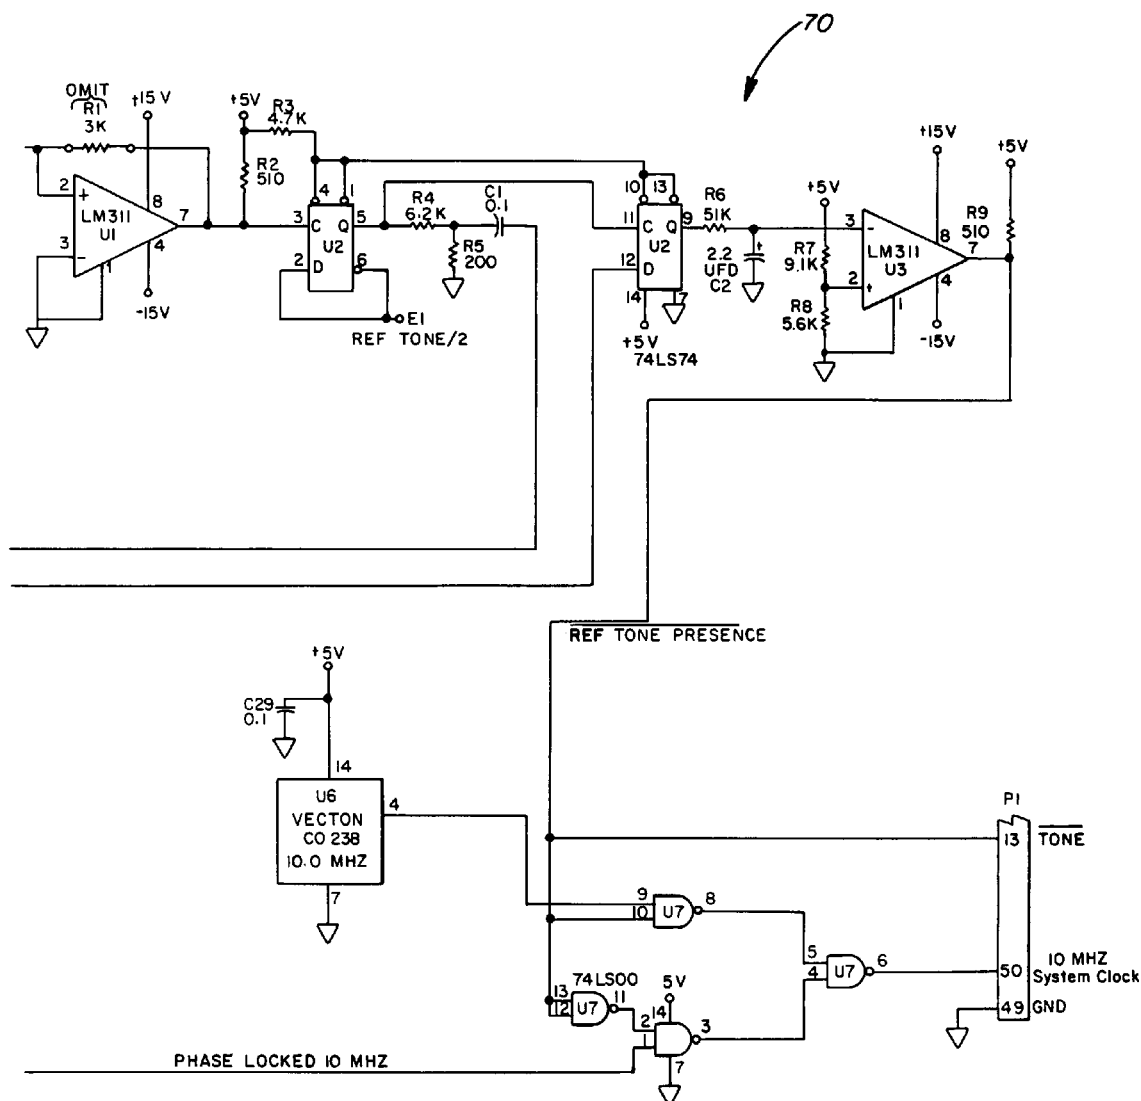 70
OMIT
R1
3K
+15V
+5V
R3
4.7K
R2
510
2
+
LM311
U1
8
7
4
3
-
1
-15V
4
1
3
C
Q
5
U2
2
D
6
R4
6.2K
C1
0.1
R5
200
E1
REF TONE/2
10
13
11
C
Q
9
U2
12
D
14
7
+5V
74LS74
R6
51K
2.2
UFD
C2
+
+5V
R7
9.1K
R8
5.6K
3
-
LM311
U3
2
+
8
7
4
1
+15V
-15V
R9
510
+5V
REF TONE PRESENCE
+5V
C29
0.1
14
U6
VECTON
CO 238
10.0 MHZ
4
7
P1
13
TONE
9
10
U7
8
5
4
U7
6
50
10 MHZ
System Clock
49
GND
74LS00
13
12
U7
11
5V
14
2
1
3
7
PHASE LOCKED 10 MHZ